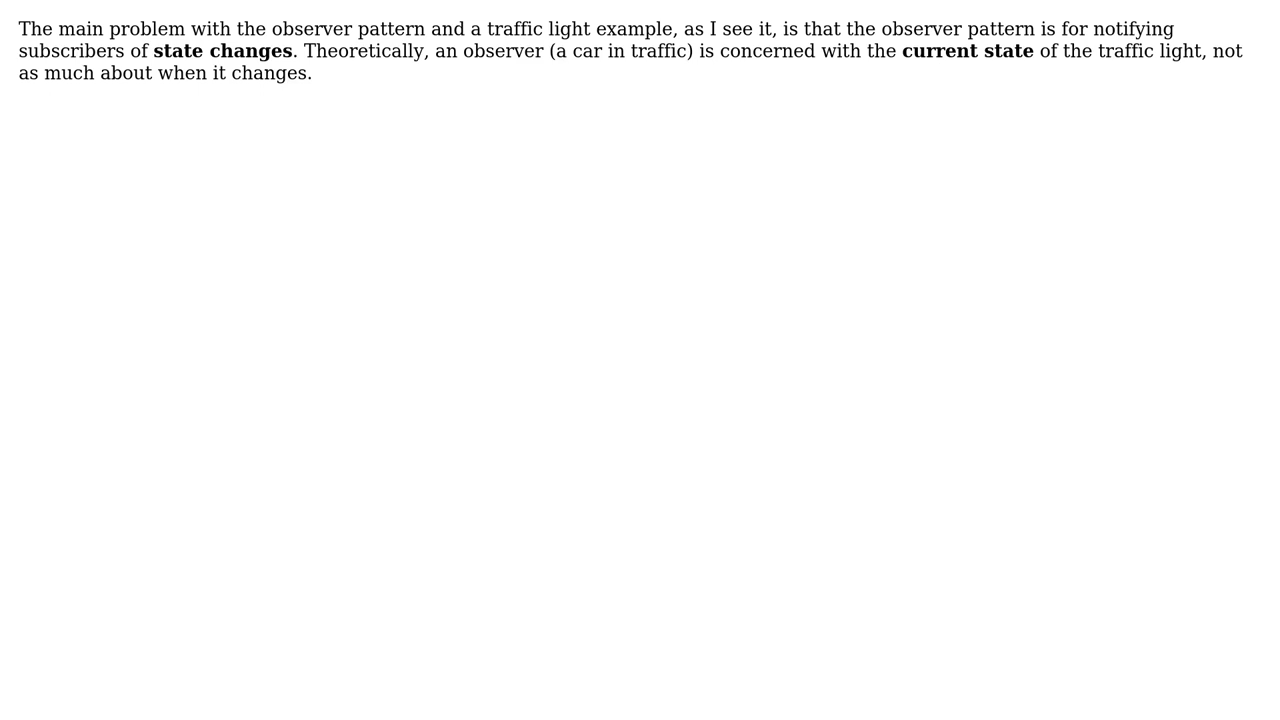 The main problem with the observer pattern and a traffic light example, as I see it, is that the observer pattern is for notifying
subscribers of state changes. Theoretically, an observer (a car in traffic) is concerned with the current state of the traffic light, not
as much about when it changes.